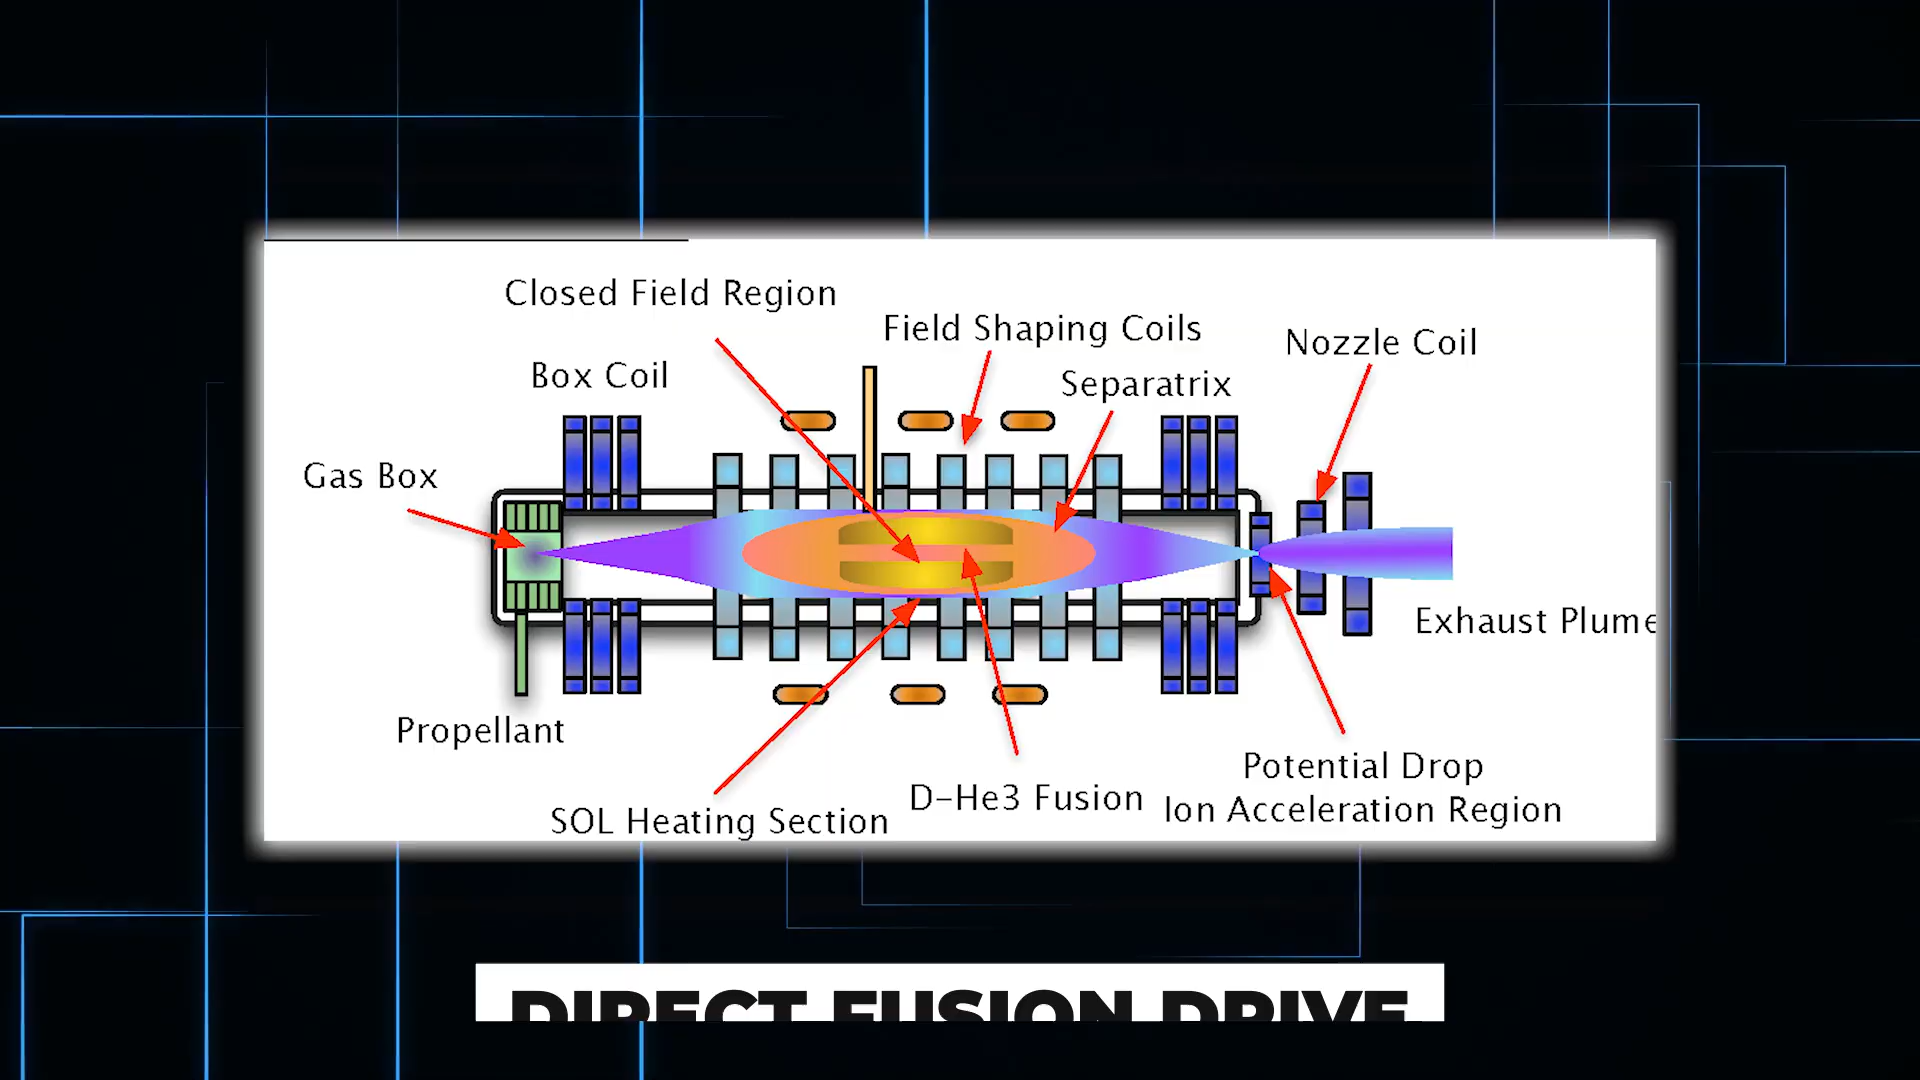 Closed Field Region
Field Shaping Coils
Nozzle Coil
Box Coil
Separatrix
Gas Box
Exhaust Plume
Propellant
Potential Drop
Ion Acceleration Region
D-He3 Fusion
SOL Heating Section
DIRECT FUSION DRIVE